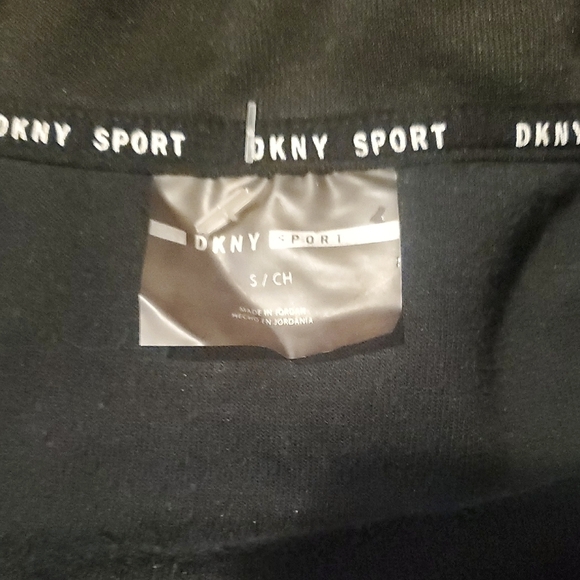 DKNY SPORT DKNY SPORT DKNY
DKNY SPORT
S / CH
MADE IN JORDAN
HECHO EN JORDANIA